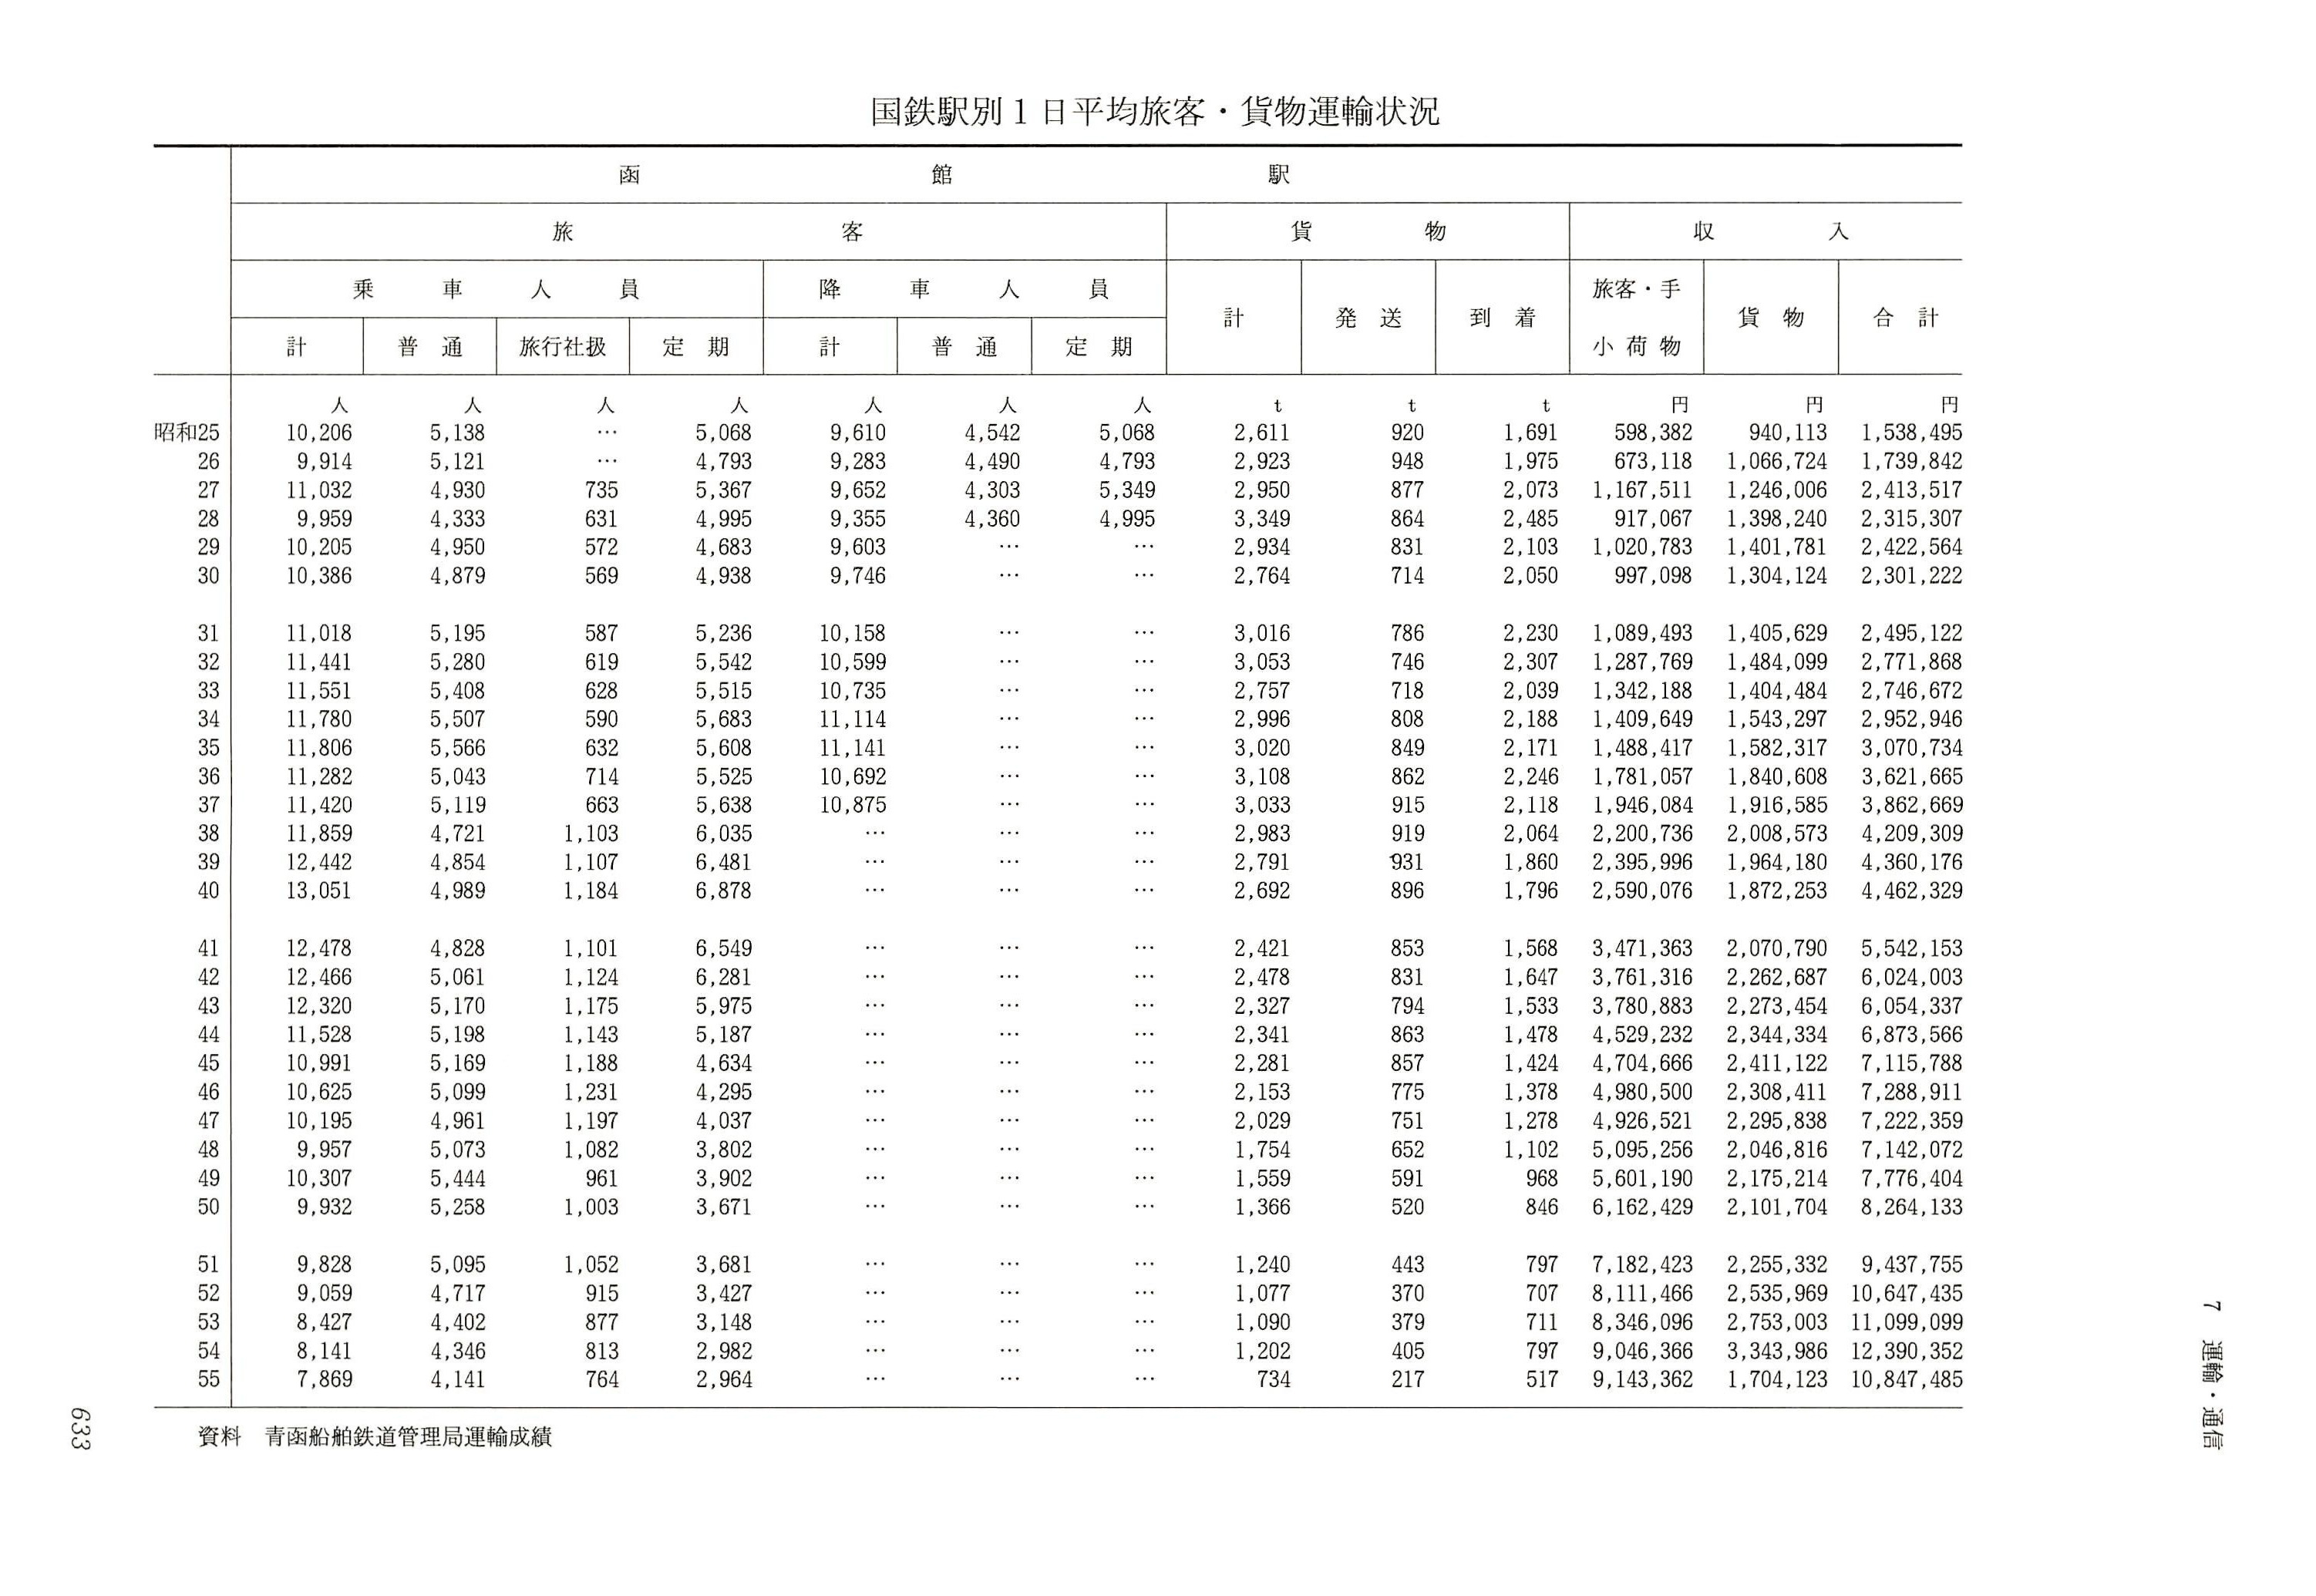 国鉄駅別1日平均旅客・貨物運輸状況
函館駅
旅客 貨物 収入
乗車人員 降車人員 計 発送 到着 旅客・手小荷物 貨物 合計
計 普通 旅行社扱 定期 計 普通 定期
人 人 人 人 人 人 人 t t t 円 円 円
昭和25 10,206 5,138 … 5,068 9,610 4,542 5,068 2,611 920 1,691 598,382 940,113 1,538,495
26 9,914 5,121 … 4,793 9,283 4,490 4,793 2,923 948 1,975 673,118 1,066,724 1,739,842
27 11,032 4,930 735 5,367 9,652 4,303 5,349 2,950 877 2,073 1,167,511 1,246,006 2,413,517
28 9,959 4,333 631 4,995 9,355 4,360 4,995 3,349 864 2,485 917,067 1,398,240 2,315,307
29 10,205 4,950 572 4,683 9,603 … … 2,934 831 2,103 1,020,783 1,401,781 2,422,564
30 10,386 4,879 569 4,938 9,746 … … 2,764 714 2,050 997,098 1,304,124 2,301,222
31 11,018 5,195 587 5,236 10,158 … … 3,016 786 2,230 1,089,493 1,405,629 2,495,122
32 11,441 5,280 619 5,542 10,599 … … 3,053 746 2,307 1,287,769 1,484,099 2,771,868
33 11,551 5,408 628 5,515 10,735 … … 2,757 718 2,039 1,342,188 1,404,484 2,746,672
34 11,780 5,507 590 5,683 11,114 … … 2,996 808 2,188 1,409,649 1,543,297 2,952,946
35 11,806 5,566 632 5,608 11,141 … … 3,020 849 2,171 1,488,417 1,582,317 3,070,734
36 11,282 5,043 714 5,525 10,692 … … 3,108 862 2,246 1,781,057 1,840,608 3,621,665
37 11,420 5,119 663 5,638 10,875 … … 3,033 915 2,118 1,946,084 1,916,585 3,862,669
38 11,859 4,721 1,103 6,035 … … … 2,983 919 2,064 2,200,736 2,008,573 4,209,309
39 12,442 4,854 1,107 6,481 … … … 2,791 931 1,860 2,395,996 1,964,180 4,360,176
40 13,051 4,989 1,184 6,878 … … … 2,692 896 1,796 2,590,076 1,872,253 4,462,329
41 12,478 4,828 1,101 6,549 … … … 2,421 853 1,568 3,471,363 2,070,790 5,542,153
42 12,466 5,061 1,124 6,281 … … … 2,478 831 1,647 3,761,316 2,262,687 6,024,003
43 12,320 5,170 1,175 5,975 … … … 2,327 794 1,533 3,780,883 2,273,454 6,054,337
44 11,528 5,198 1,143 5,187 … … … 2,341 863 1,478 4,529,232 2,344,334 6,873,566
45 10,991 5,169 1,188 4,634 … … … 2,281 857 1,424 4,704,666 2,411,122 7,115,788
46 10,625 5,099 1,231 4,295 … … … 2,153 775 1,378 4,980,500 2,308,411 7,288,911
47 10,195 4,961 1,197 4,037 … … … 2,029 751 1,278 4,926,521 2,295,838 7,222,359
48 9,957 5,073 1,082 3,802 … … … 1,754 652 1,102 5,095,256 2,046,816 7,142,072
49 10,307 5,444 961 3,902 … … … 1,559 591 968 5,601,190 2,175,214 7,776,404
50 9,932 5,258 1,003 3,671 … … … 1,366 520 846 6,162,429 2,101,704 8,264,133
51 9,828 5,095 1,052 3,681 … … … 1,240 443 797 7,182,423 2,255,332 9,437,755
52 9,059 4,717 915 3,427 … … … 1,077 370 707 8,111,466 2,535,969 10,647,435
53 8,427 4,402 877 3,148 … … … 1,090 379 711 8,346,096 2,753,003 11,099,099
54 8,141 4,346 813 2,982 … … … 1,202 405 797 9,046,366 3,343,986 12,390,352
55 7,869 4,141 764 2,964 … … … 734 217 517 9,143,362 1,704,123 10,847,485
資料 青函船舶鉄道管理局運輸成績
7 運輸・通信
633